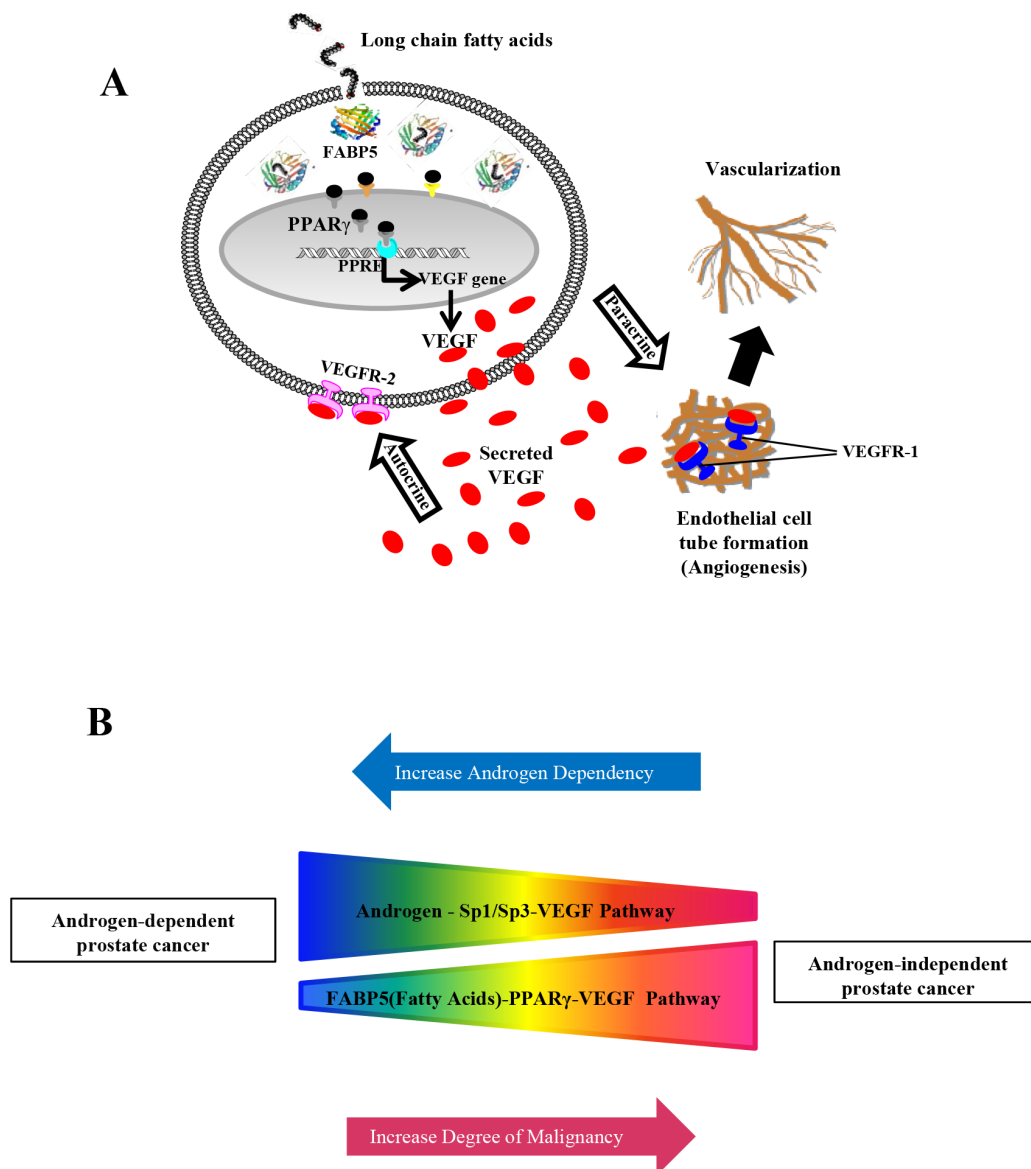 A
Long chain fatty acids
FABP5
PPARγ
PPRE
VEGF gene
VEGF
VEGFR-2
Autocrine
Secreted
VEGF
Paracrine
Vascularization
VEGFR-1
Endothelial cell
tube formation
(Angiogenesis)
B
Increase Androgen Dependency
Androgen-dependent
prostate cancer
Androgen - Sp1/Sp3-VEGF Pathway
FABP5(Fatty Acids)-PPARγ-VEGF Pathway
Androgen-independent
prostate cancer
Increase Degree of Malignancy